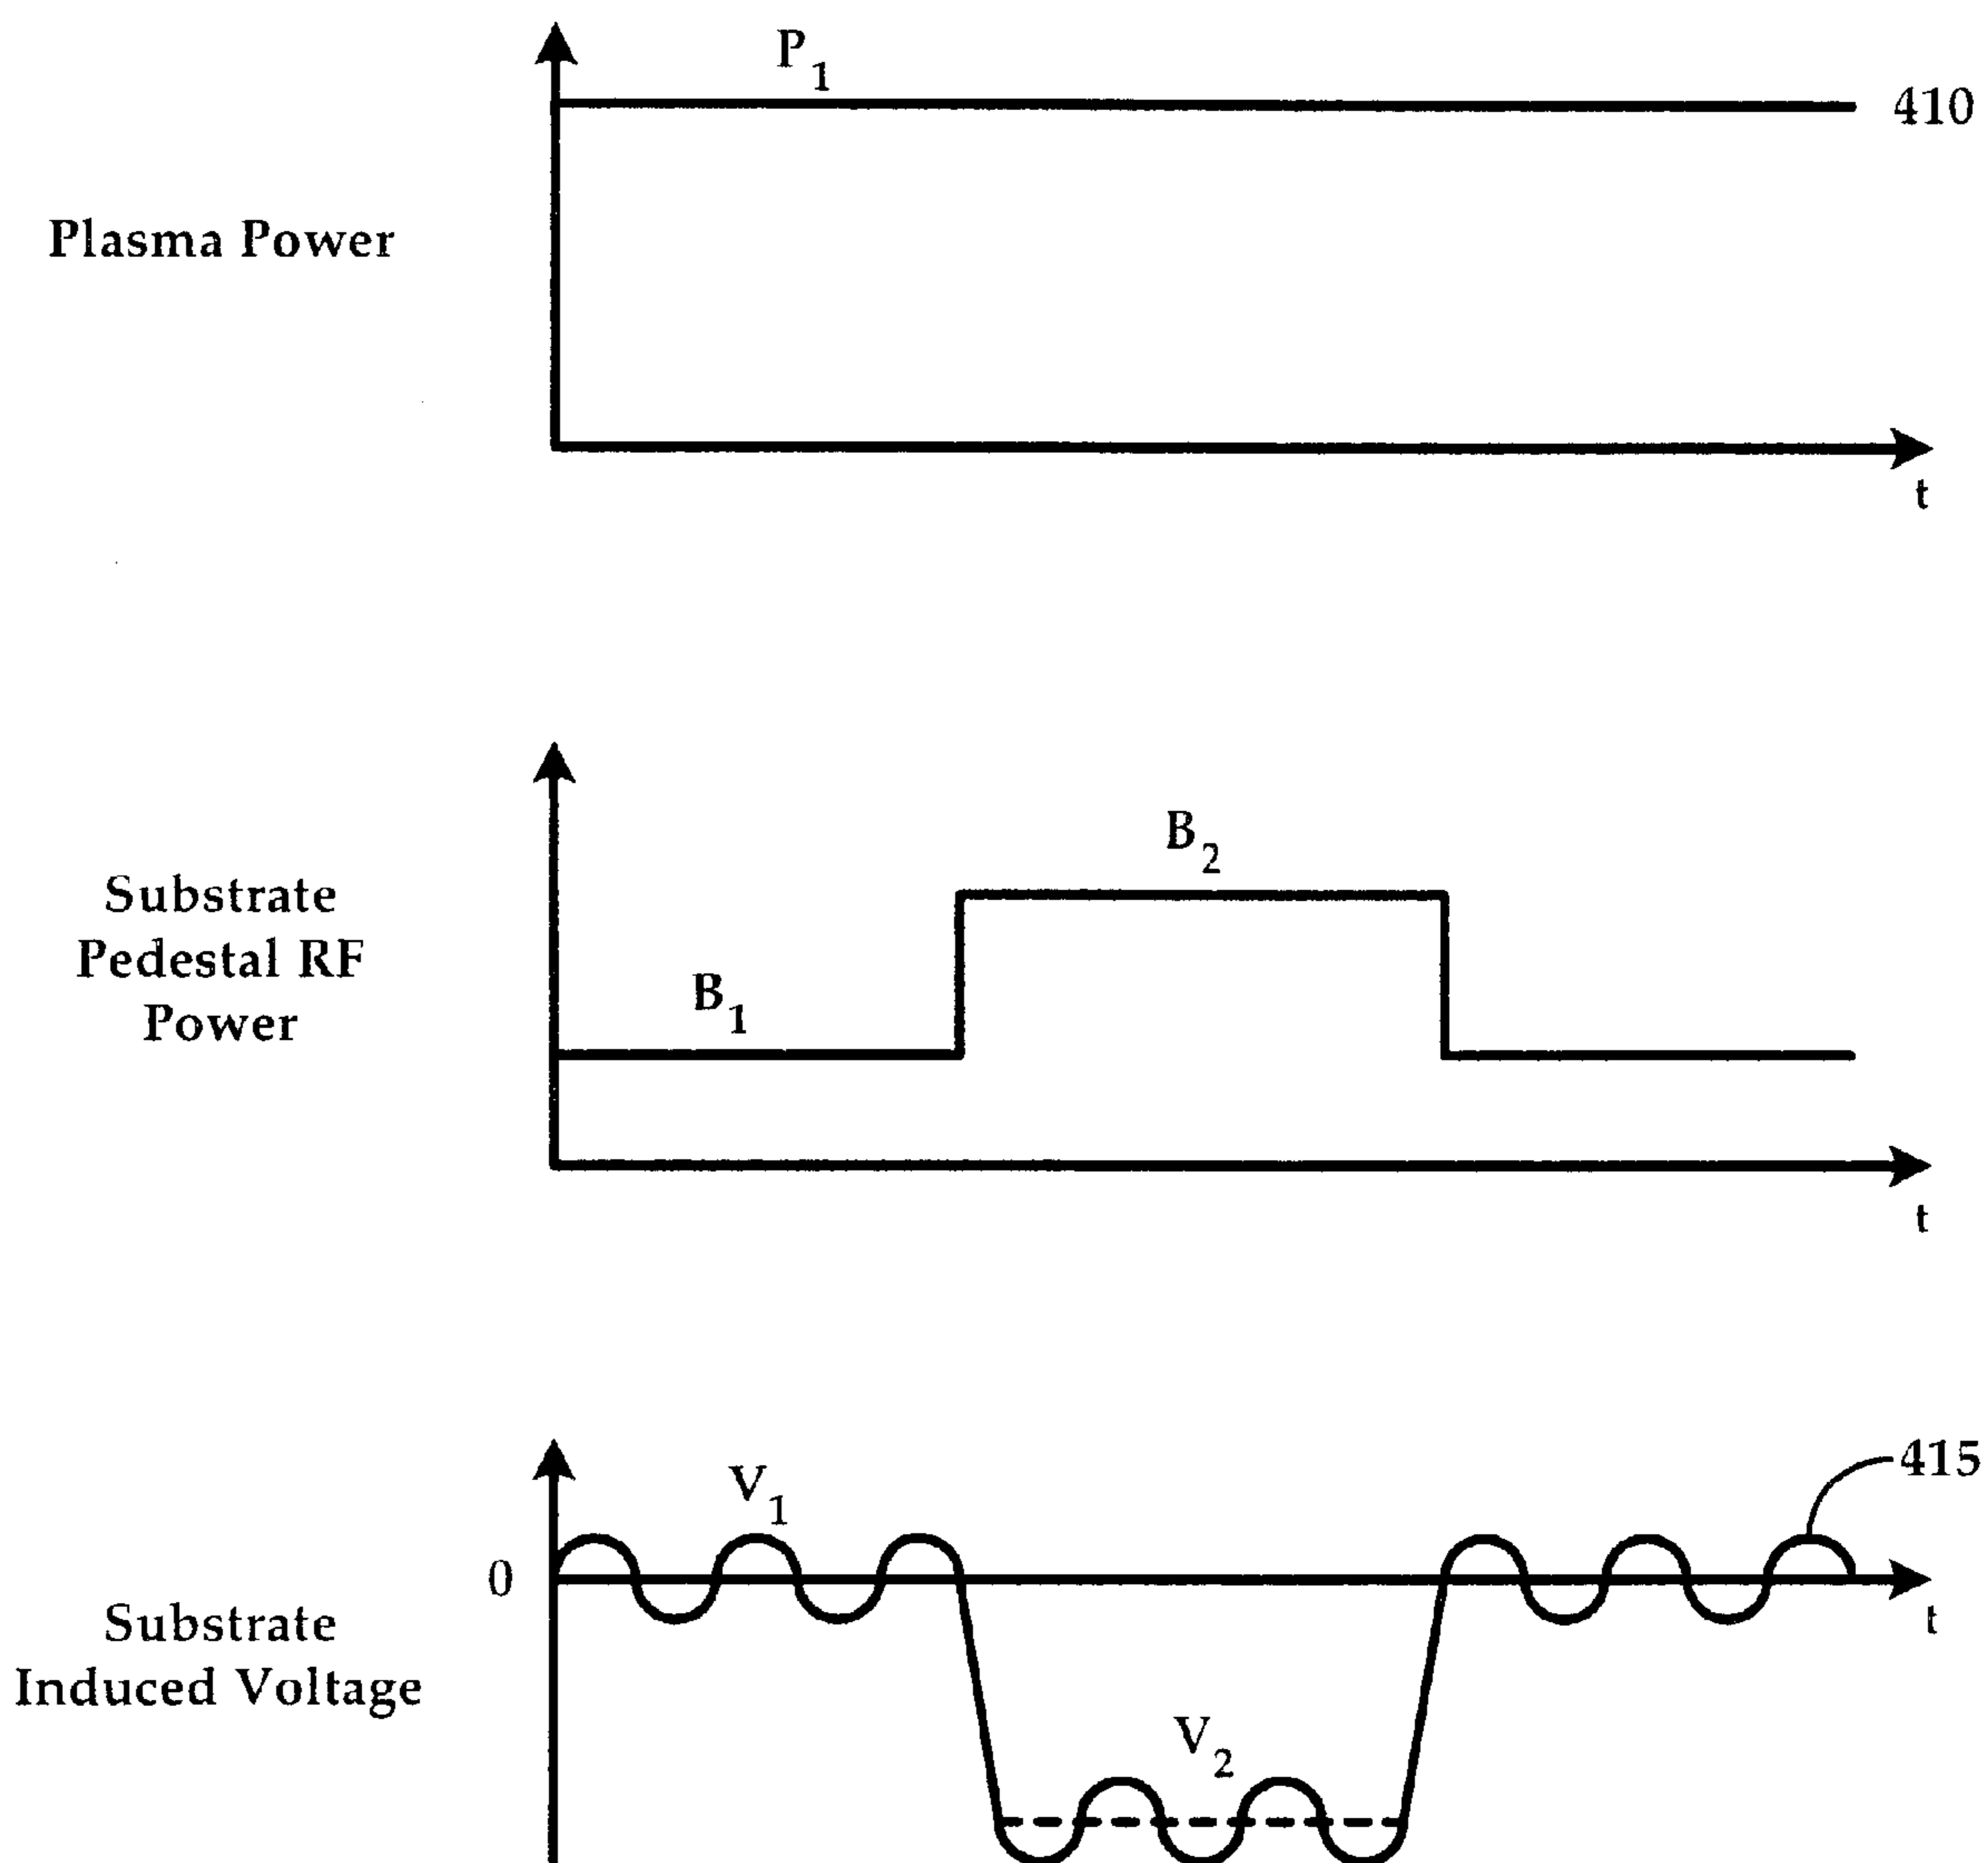 P1
410
Plasma Power
t
B2
Substrate
Pedestal RF
Power
B1
t
415
V1
0
t
Substrate
Induced Voltage
V2